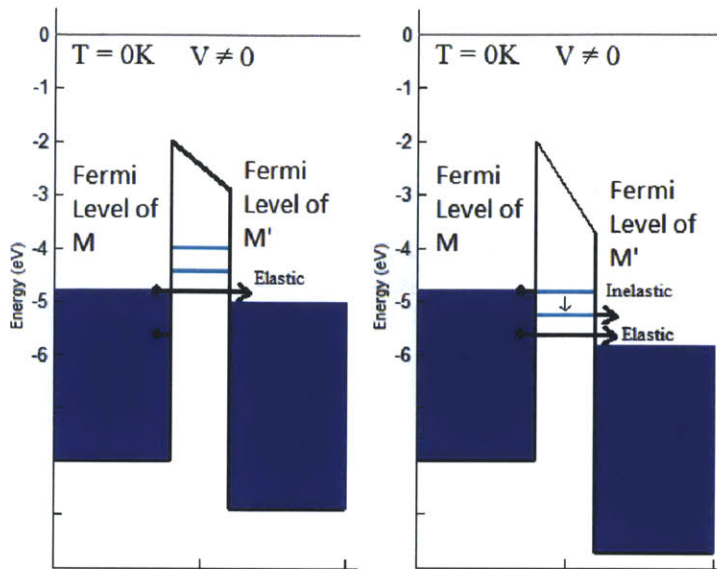 T = 0K V ≠ 0
Fermi
Level of
M
Fermi
Level of
M'
Elastic
Energy (eV)
0
-1
-2
-3
-4
-5
-6
T = 0K V ≠ 0
Fermi
Level of
M
Fermi
Level of
M'
Inelastic
Elastic
Energy (eV)
0
-1
-2
-3
-4
-5
-6